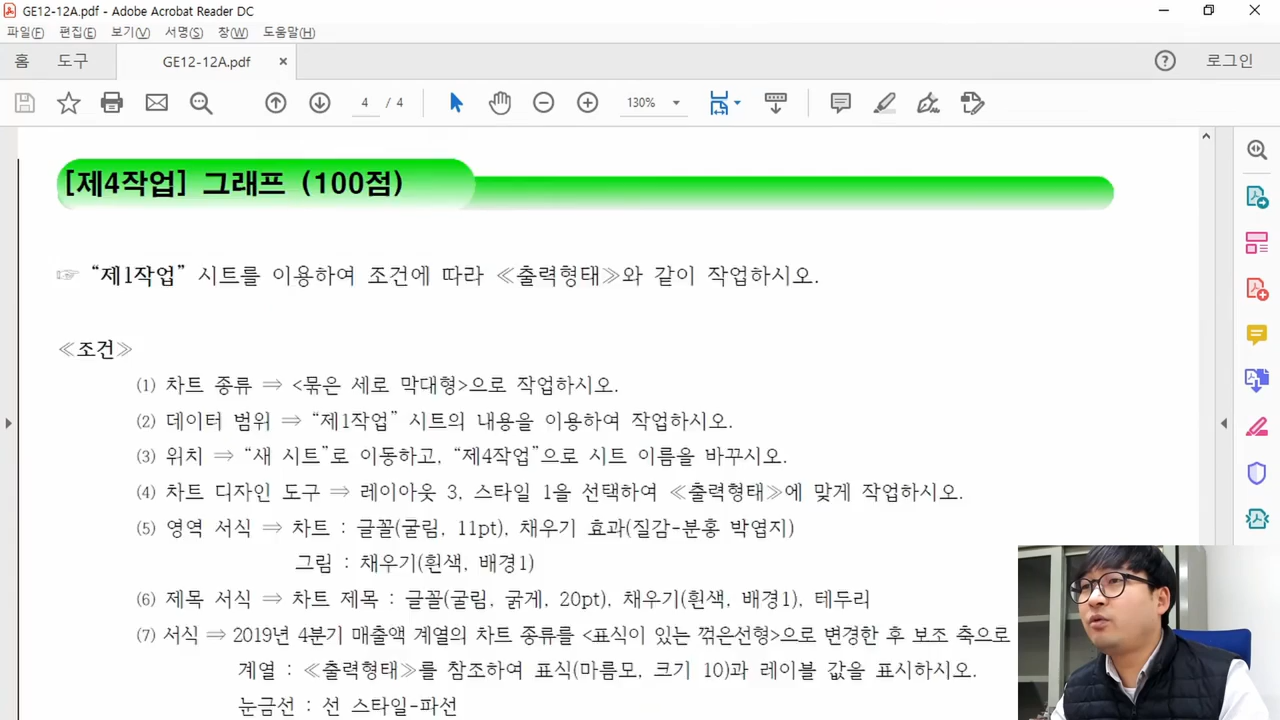 GE12-12A.pdf - Adobe Acrobat Reader DC
파일(F) 편집(E) 보기(V) 서명(S) 창(W) 도움말(H)
홈 도구 GE12-12A.pdf × ? 로그인
4 / 4 130%
[제4작업] 그래프 (100점)
☞ “제1작업” 시트를 이용하여 조건에 따라 ≪출력형태≫와 같이 작업하시오.
≪조건≫
(1) 차트 종류 ⇒ <묶은 세로 막대형>으로 작업하시오.
(2) 데이터 범위 ⇒ “제1작업” 시트의 내용을 이용하여 작업하시오.
(3) 위치 ⇒ “새 시트”로 이동하고, “제4작업”으로 시트 이름을 바꾸시오.
(4) 차트 디자인 도구 ⇒ 레이아웃 3, 스타일 1을 선택하여 ≪출력형태≫에 맞게 작업하시오.
(5) 영역 서식 ⇒ 차트 : 글꼴(굴림, 11pt), 채우기 효과(질감-분홍 박엽지)
그림 : 채우기(흰색, 배경1)
(6) 제목 서식 ⇒ 차트 제목 : 글꼴(굴림, 굵게, 20pt), 채우기(흰색, 배경1), 테두리
(7) 서식 ⇒ 2019년 4분기 매출액 계열의 차트 종류를 <표식이 있는 꺾은선형>으로 변경한 후 보조 축으로
계열 : ≪출력형태≫를 참조하여 표식(마름모, 크기 10)과 레이블 값을 표시하시오.
눈금선 : 선 스타일-파선